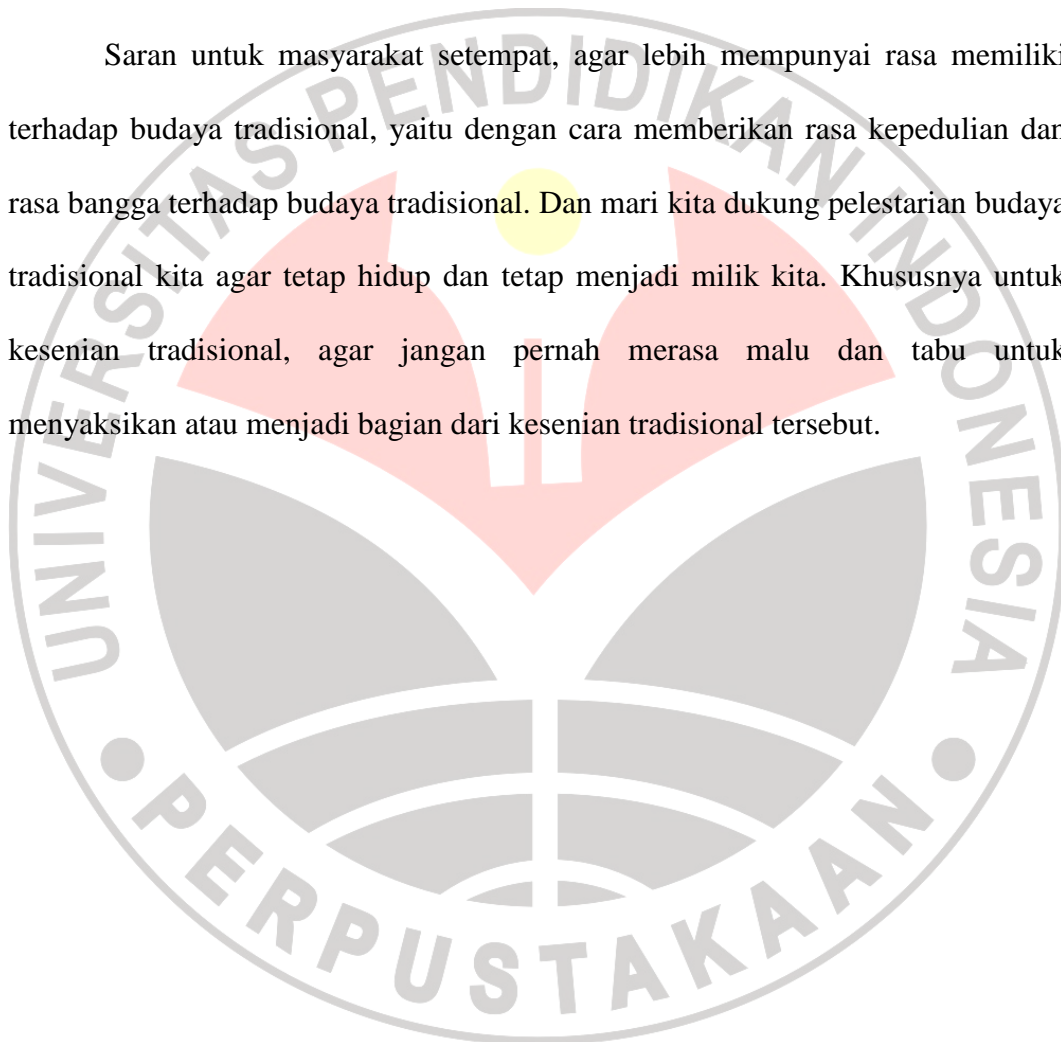 Saran untuk masyarakat setempat, agar lebih mempunyai rasa memiliki
terhadap budaya tradisional, yaitu dengan cara memberikan rasa kepedulian dan
rasa bangga terhadap budaya tradisional. Dan mari kita dukung pelestarian budaya
tradisional kita agar tetap hidup dan tetap menjadi milik kita. Khususnya untuk
kesenian tradisional, agar jangan pernah merasa malu dan tabu untuk
menyaksikan atau menjadi bagian dari kesenian tradisional tersebut.
UNIVERSITAS PENDIDIKAN INDONESIA
PERPUSTAKAAN